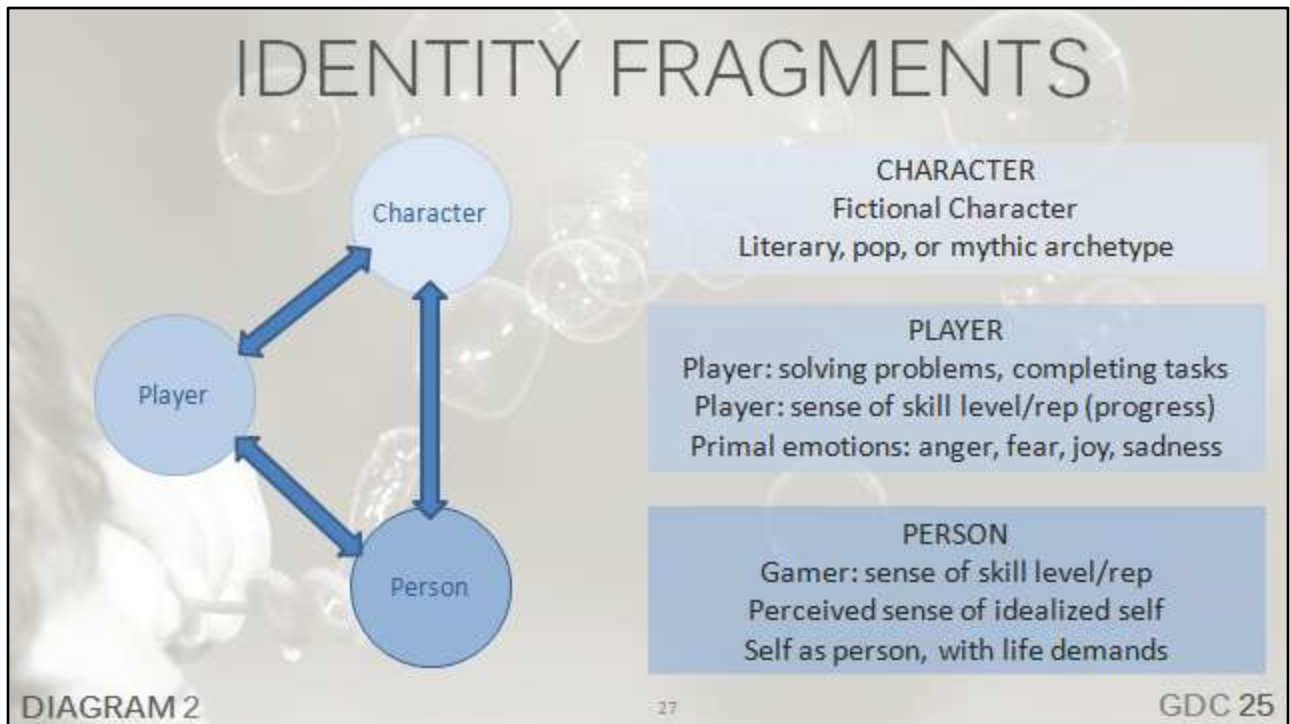 IDENTITY FRAGMENTS
Character
Player
Person
CHARACTER
Fictional Character
Literary, pop, or mythic archetype
PLAYER
Player: solving problems, completing tasks
Player: sense of skill level/rep (progress)
Primal emotions: anger, fear, joy, sadness
PERSON
Gamer: sense of skill level/rep
Perceived sense of idealized self
Self as person, with life demands
DIAGRAM 2
27
GDC 25